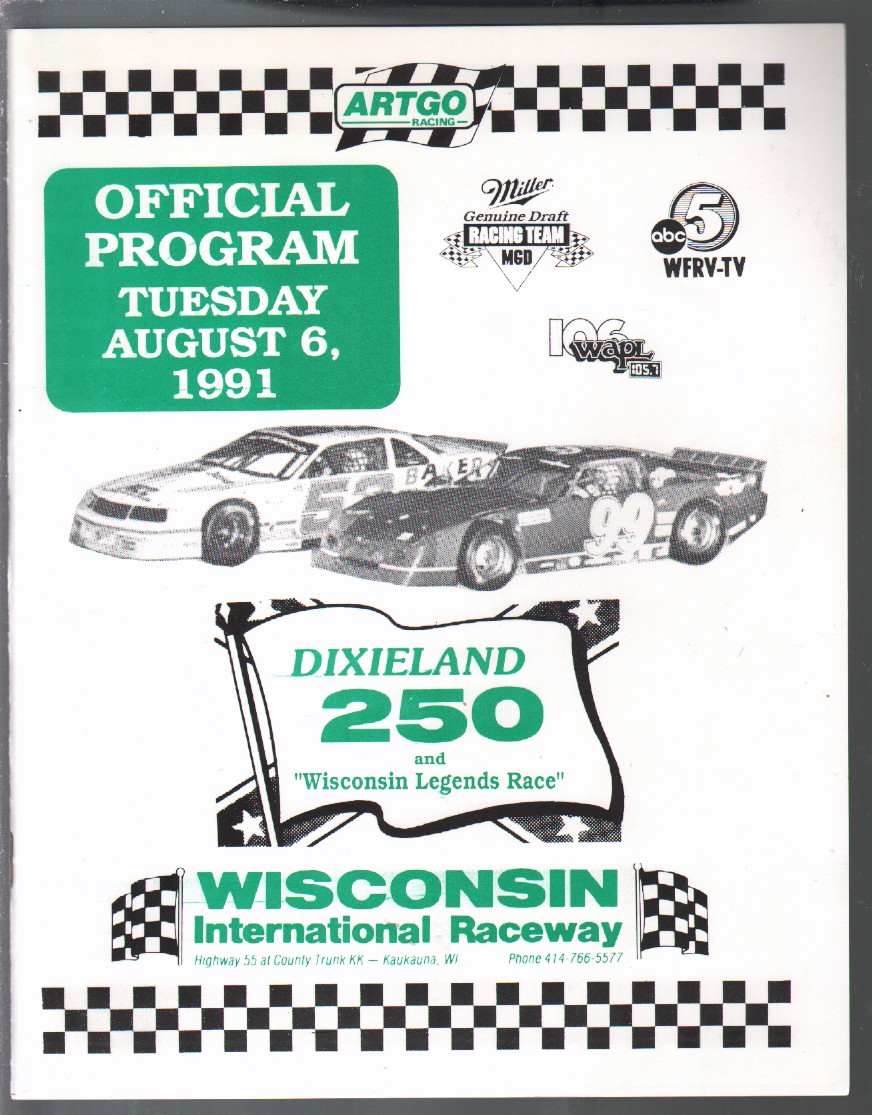 ARTGO
RACING
OFFICIAL
PROGRAM
TUESDAY
AUGUST 6,
1991
Miller
Genuine Draft
RACING TEAM
MGD
5
abc
WFRV-TV
106
WAPL
105.7
BAKER
52
99
DIXIELAND
250
and
"Wisconsin Legends Race"
WISCONSIN
International Raceway
Highway 55 at County Trunk KK — Kaukauna, WI Phone 414-766-5577